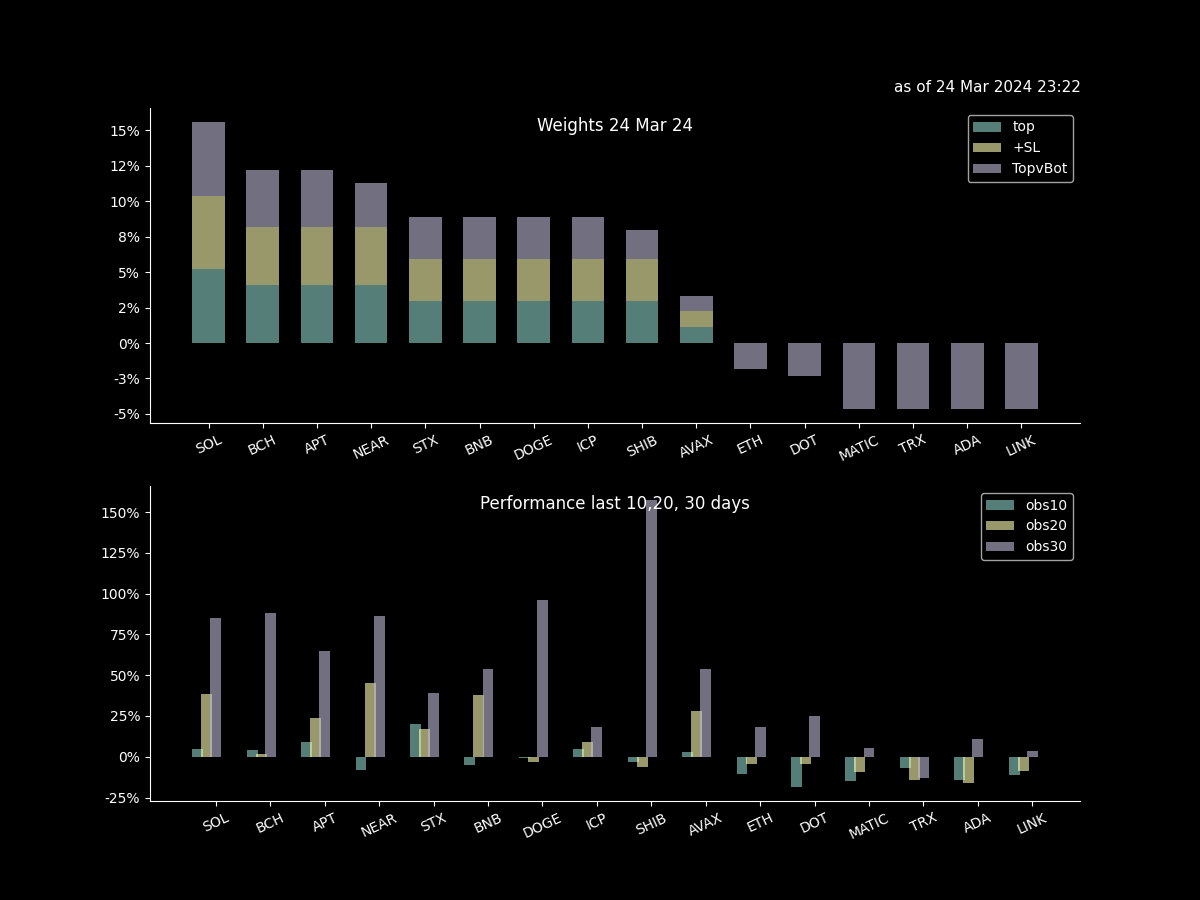 as of 24 Mar 2024 23:22
Weights 24 Mar 24
top
+SL
TopvBot
15%
12%
10%
8%
5%
2%
0%
-3%
-5%
SOL BCH APT NEAR STX BNB DOGE ICP SHIB AVAX ETH DOT MATIC TRX ADA LINK
Performance last 10,20, 30 days
obs10
obs20
obs30
150%
125%
100%
75%
50%
25%
0%
-25%
SOL BCH APT NEAR STX BNB DOGE ICP SHIB AVAX ETH DOT MATIC TRX ADA LINK